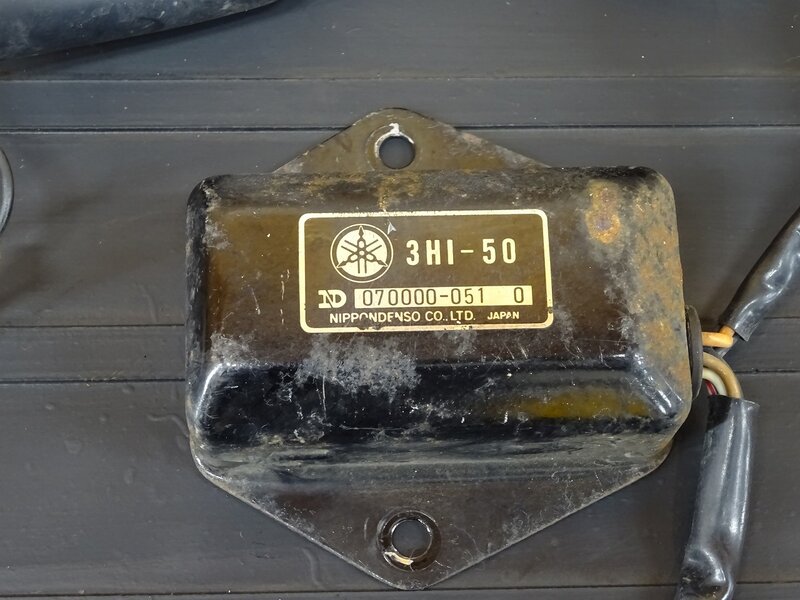 3HI-50
ND 070000-051 0
NIPPONDENSO CO.,LTD. JAPAN